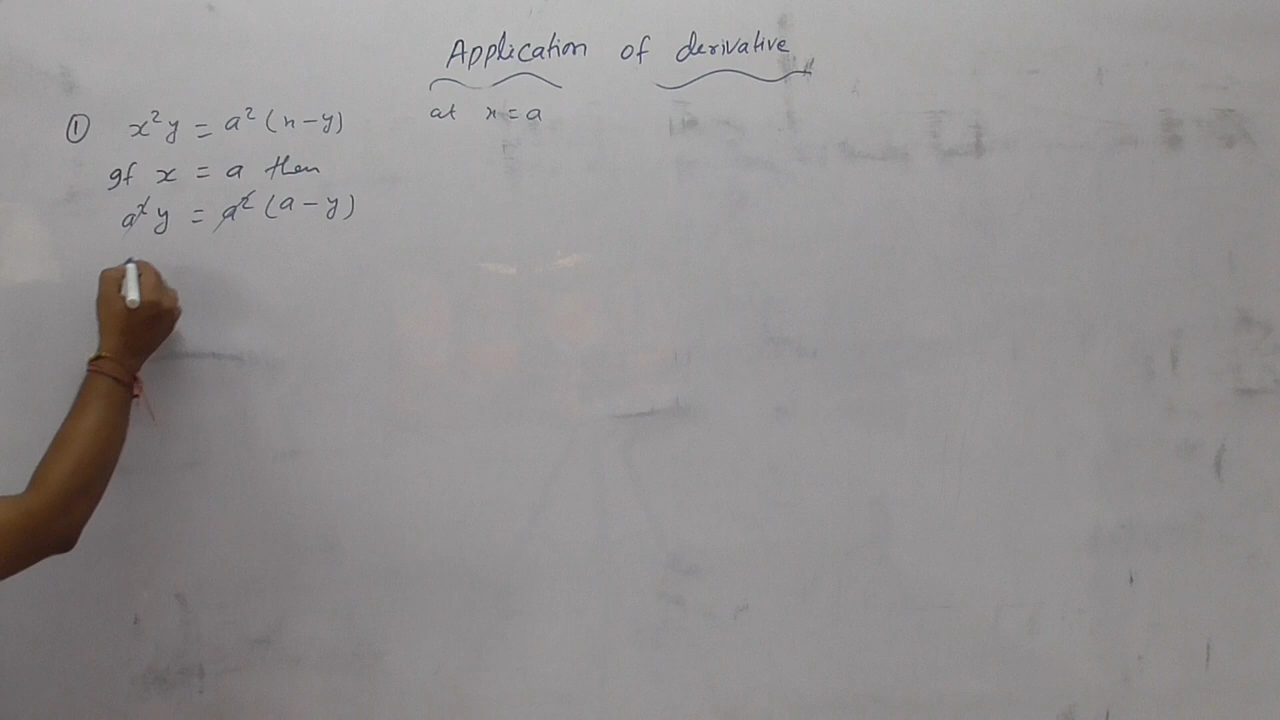 Application of derivative
① x²y = a²(x-y) at x=a
If x = a then
a²y = a²(a-y)